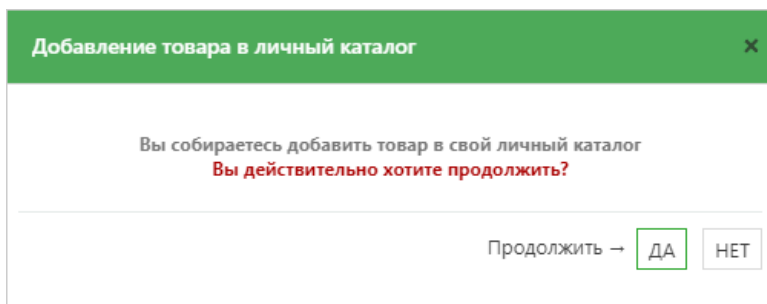 Добавление товара в личный каталог ×
Вы собираетесь добавить товар в свой личный каталог
Вы действительно хотите продолжить?
Продолжить → ДА НЕТ